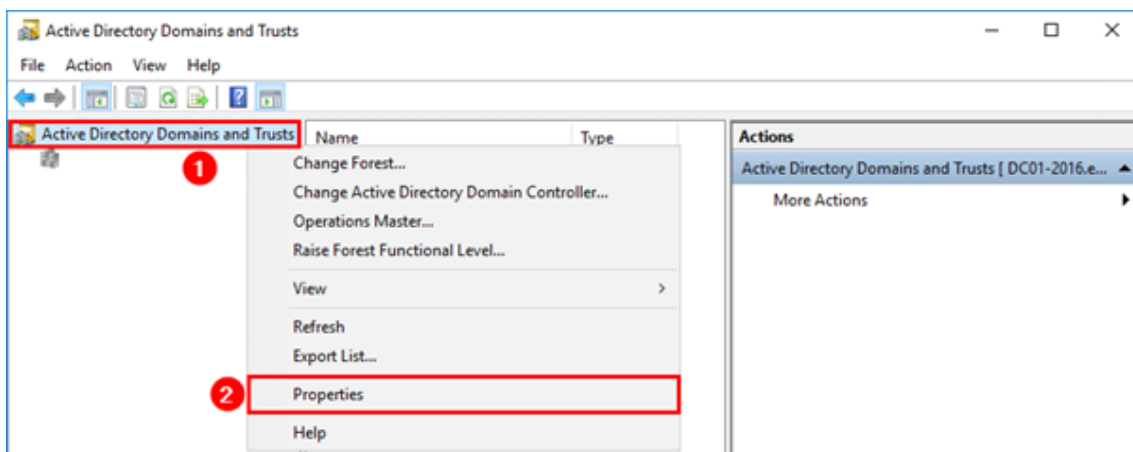 Active Directory Domains and Trusts
File Action View Help
Active Directory Domains and Trusts
Name Type
1
Change Forest...
Change Active Directory Domain Controller...
Operations Master...
Raise Forest Functional Level...
View
Refresh
Export List...
2
Properties
Help
Actions
Active Directory Domains and Trusts [ DC01-2016.e...
More Actions